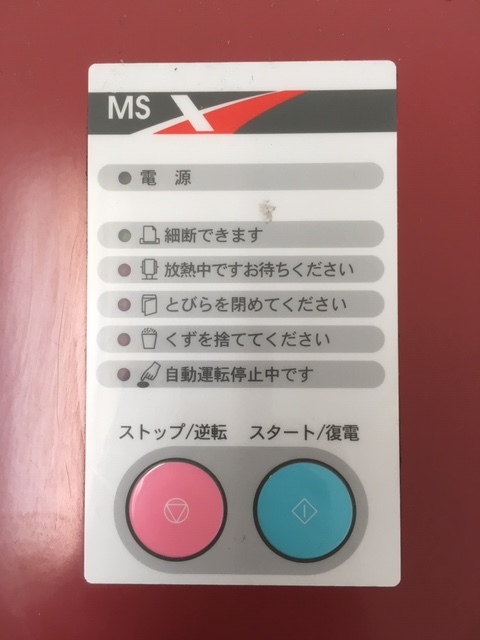 MS X
電 源
細断できます
放熱中ですお待ちください
とびらを閉めてください
くずを捨ててください
自動運転停止中です
ストップ/逆転 スタート/復電